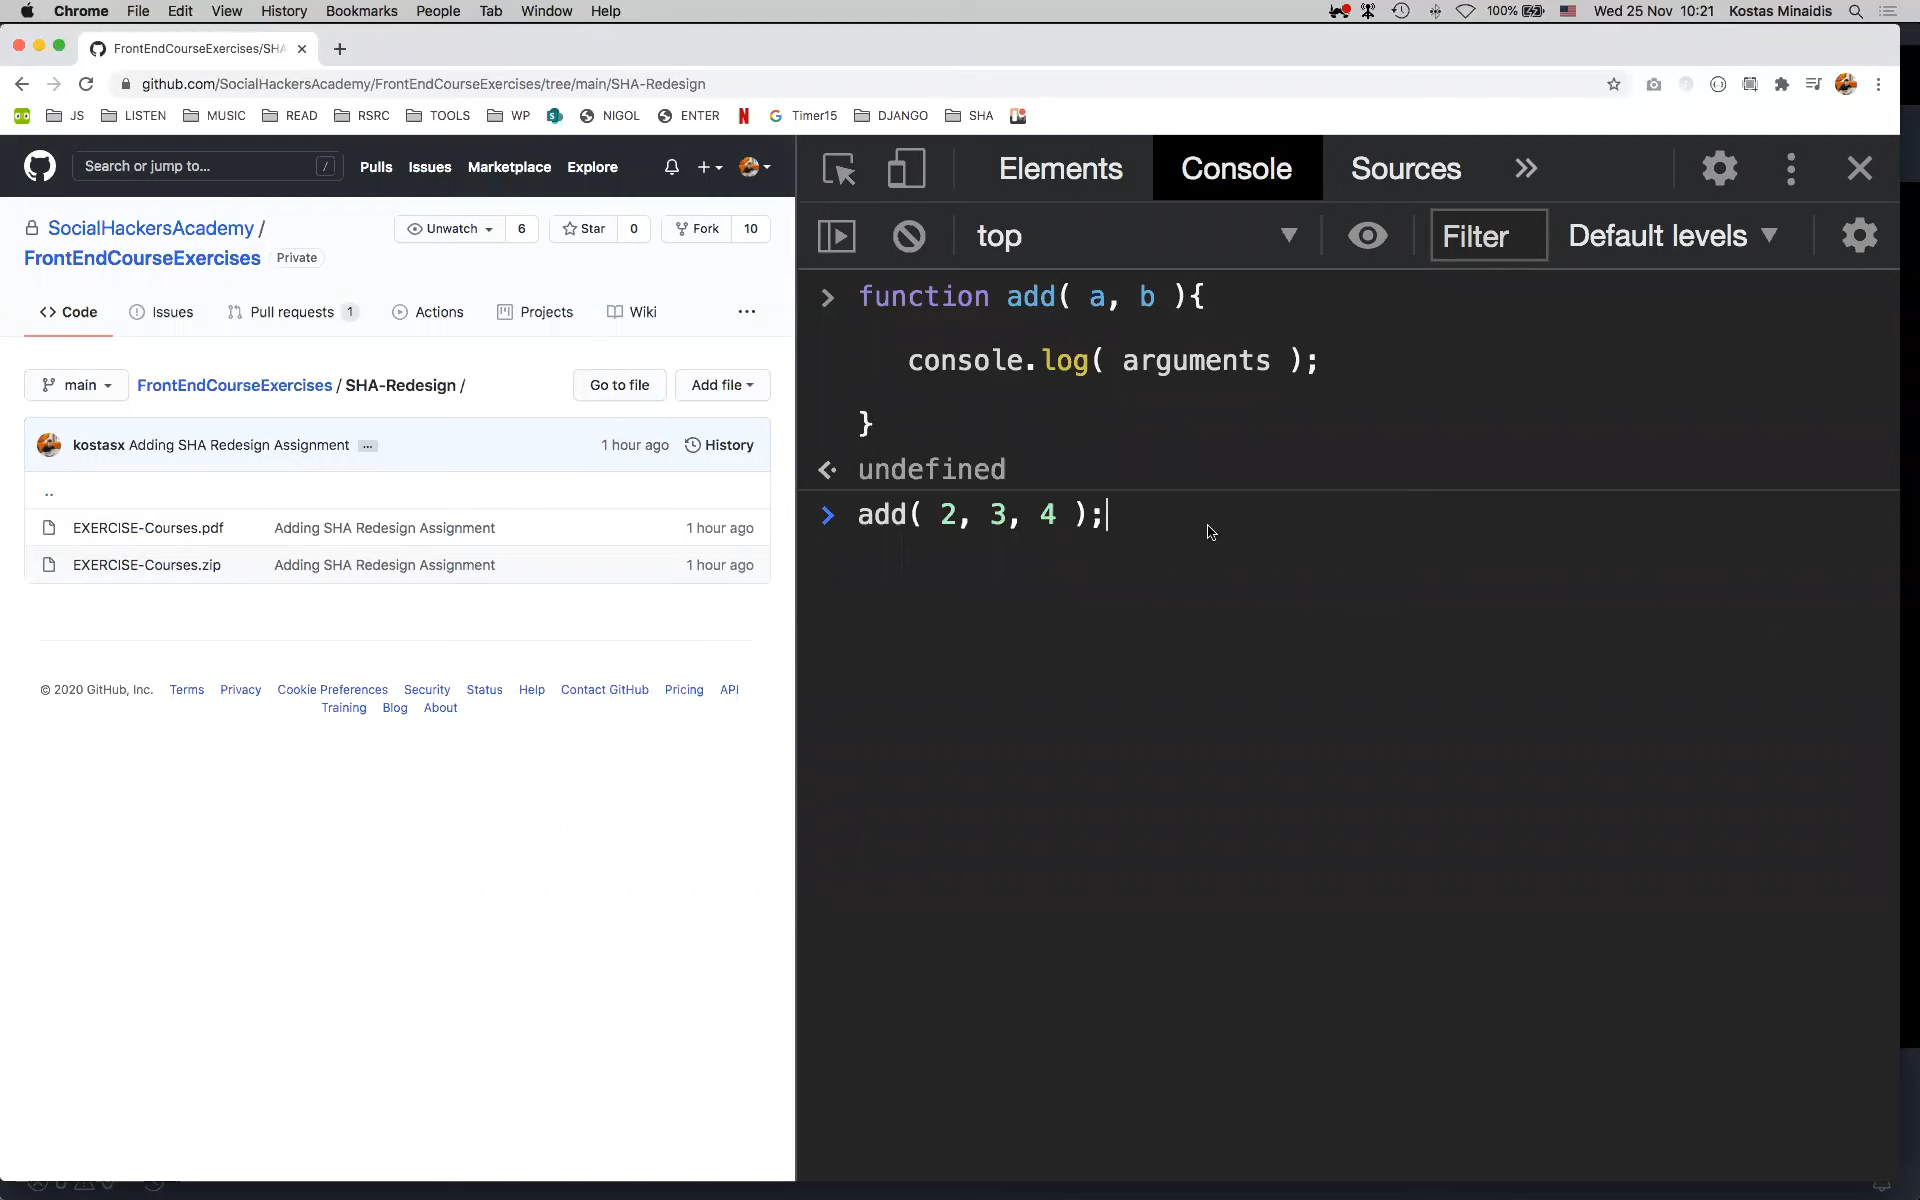 Chrome File Edit View History Bookmarks People Tab Window Help 100% Wed 25 Nov 10:21 Kostas Minaidis
FrontEndCourseExercises/SHA
github.com/SocialHackersAcademy/FrontEndCourseExercises/tree/main/SHA-Redesign
JS LISTEN MUSIC READ RSRC TOOLS WP NIGOL ENTER Timer15 DJANGO SHA
Search or jump to... / Pulls Issues Marketplace Explore
SocialHackersAcademy /
FrontEndCourseExercises Private
Unwatch 6 Star 0 Fork 10
Code Issues Pull requests 1 Actions Projects Wiki ...
main FrontEndCourseExercises / SHA-Redesign / Go to file Add file
kostasx Adding SHA Redesign Assignment ... 1 hour ago History
..
EXERCISE-Courses.pdf Adding SHA Redesign Assignment 1 hour ago
EXERCISE-Courses.zip Adding SHA Redesign Assignment 1 hour ago
© 2020 GitHub, Inc. Terms Privacy Cookie Preferences Security Status Help Contact GitHub Pricing API
Training Blog About
Elements Console Sources »
top Filter Default levels
> function add( a, b ){
console.log( arguments );
}
undefined
> add( 2, 3, 4 );